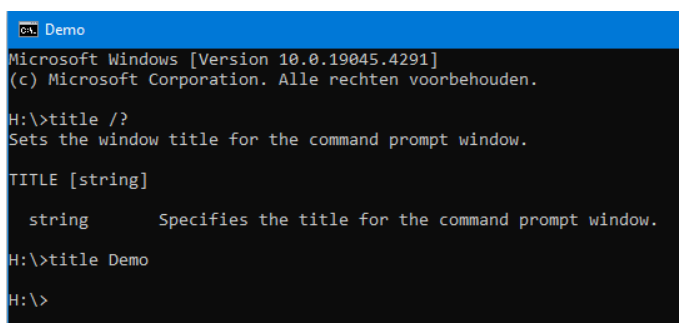 Demo
Microsoft Windows [Version 10.0.19045.4291]
(c) Microsoft Corporation. Alle rechten voorbehouden.
H:\>title /?
Sets the window title for the command prompt window.
TITLE [string]
string Specifies the title for the command prompt window.
H:\>title Demo
H:\>